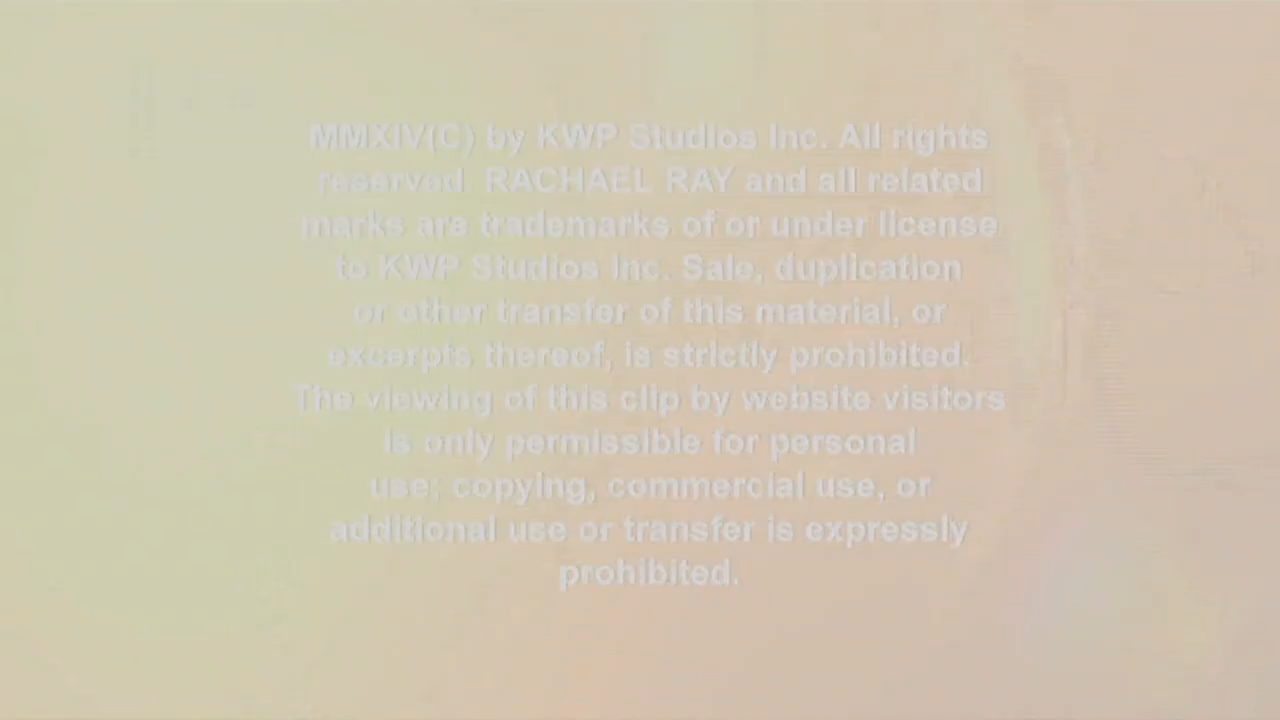 MMXIV(C) by KWP Studios Inc. All rights
reserved. RACHAEL RAY and all related
marks are trademarks of or under license
to KWP Studios Inc. Sale, duplication
or other transfer of this material, or
excerpts thereof, is strictly prohibited.
The viewing of this clip by website visitors
is only permissible for personal
use; copying, commercial use, or
additional use or transfer is expressly
prohibited.